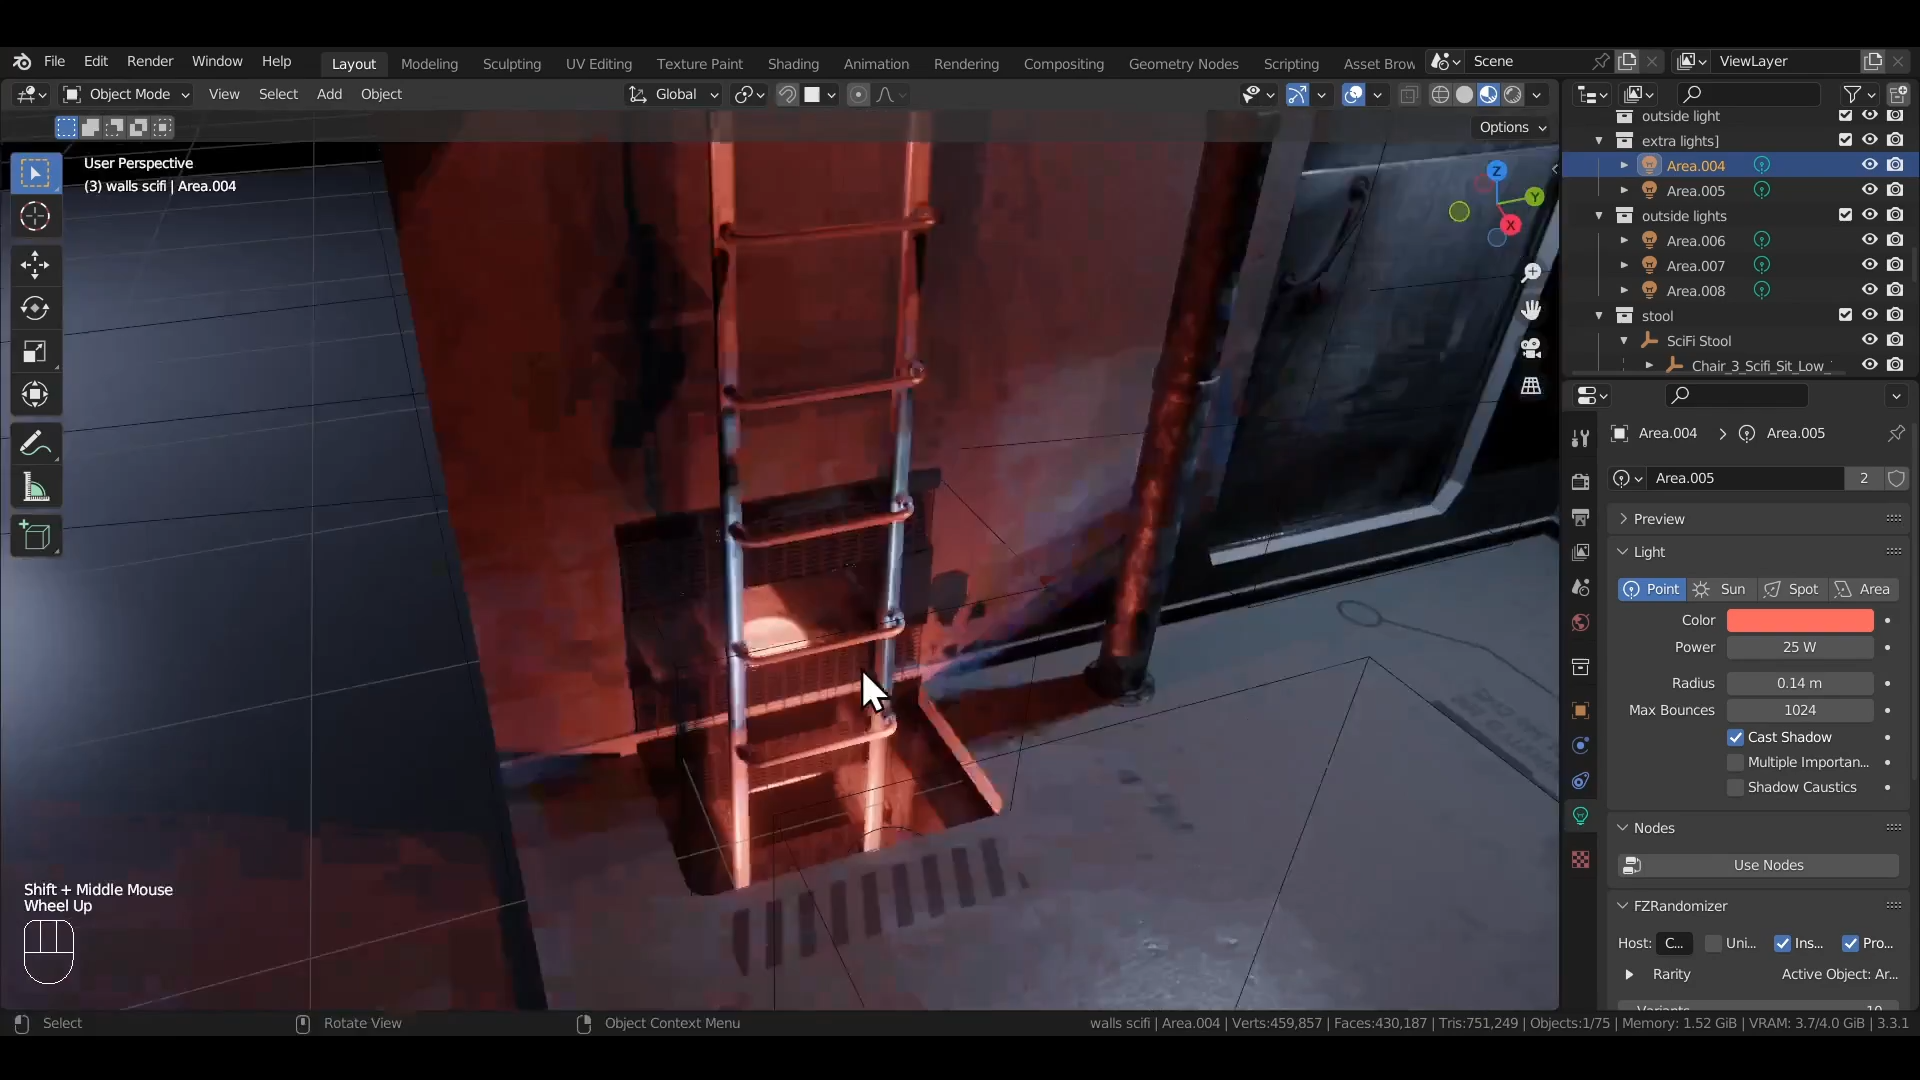 File Edit Render Window Help
Layout Modeling Sculpting UV Editing Texture Paint Shading Animation Rendering Compositing Geometry Nodes Scripting Asset Brow
Scene
ViewLayer
Object Mode
View Select Add Object
Global
Options
User Perspective
(3) walls scifi | Area.004
Z
Y
X
outside light
extra lights]
Area.004
Area.005
outside lights
Area.006
Area.007
Area.008
stool
SciFi Stool
Chair_3_Scifi_Sit_Low_
Area.004 Area.005
Area.005 2
Preview
Light
Point Sun Spot Area
Color
Power 25 W
Radius 0.14 m
Max Bounces 1024
Cast Shadow
Multiple Importan...
Shadow Caustics
Nodes
Use Nodes
FZRandomizer
Host: C... Uni... Ins... Pro...
Rarity Active Object: Ar...
Shift + Middle Mouse
Wheel Up
Select Rotate View Object Context Menu
walls scifi | Area.004 | Verts:459,857 | Faces:430,187 | Tris:751,249 | Objects:1/75 | Memory: 1.52 GiB | VRAM: 3.7/4.0 GiB | 3.3.1